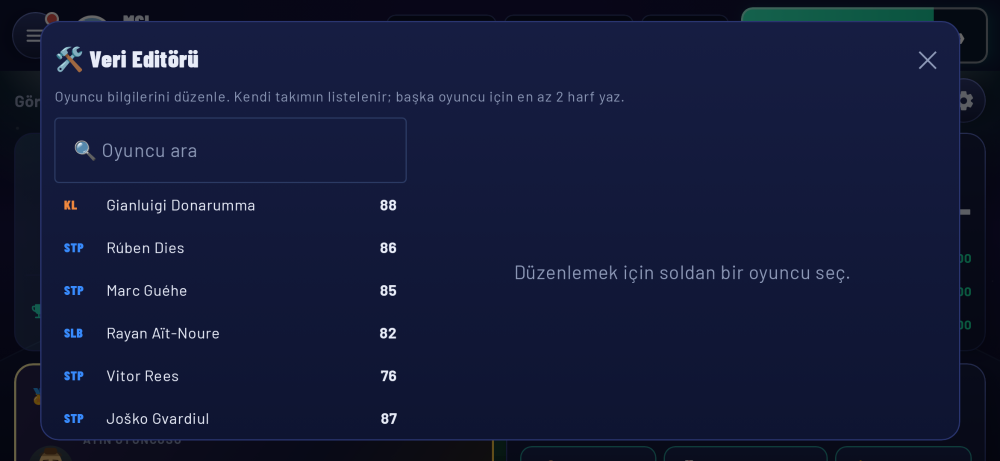 MCI
🛠️ Veri Editörü
Oyuncu bilgilerini düzenle. Kendi takımın listelenir; başka oyuncu için en az 2 harf yaz.
Gör
🔍 Oyuncu ara
KL Gianluigi Donarumma 88
STP Rúben Dies 86
STP Marc Guéhe 85
SLB Rayan Aït-Noure 82
STP Vitor Rees 76
STP Joško Gvardiul 87
Düzenlemek için soldan bir oyuncu seç.